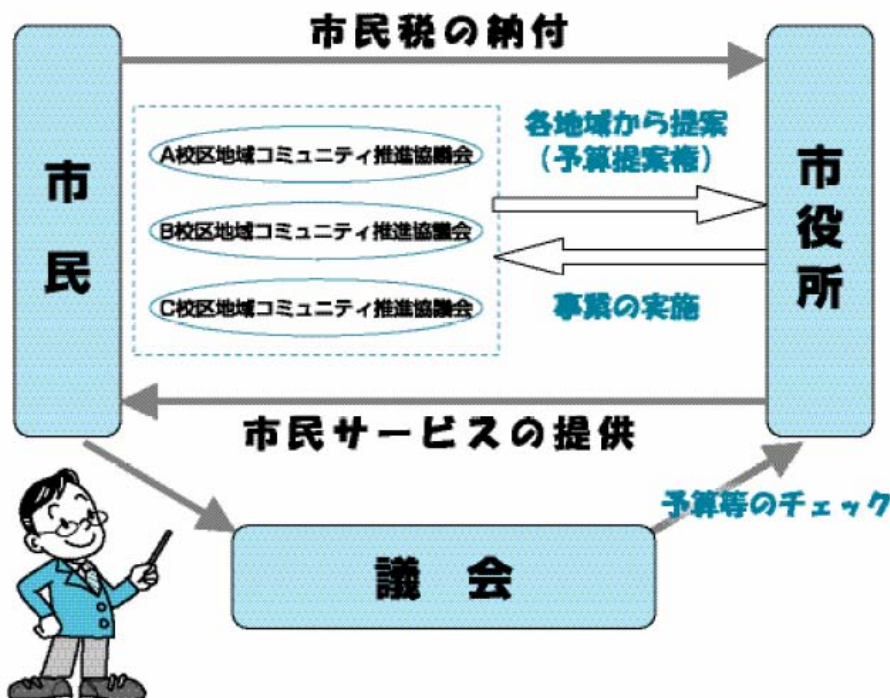 市民税の納付
市民
A校区地域コミュニティ推進協議会
B校区地域コミュニティ推進協議会
C校区地域コミュニティ推進協議会
各地域から提案
(予算提案権)
事業の実施
市役所
市民サービスの提供
予算等のチェック
議会